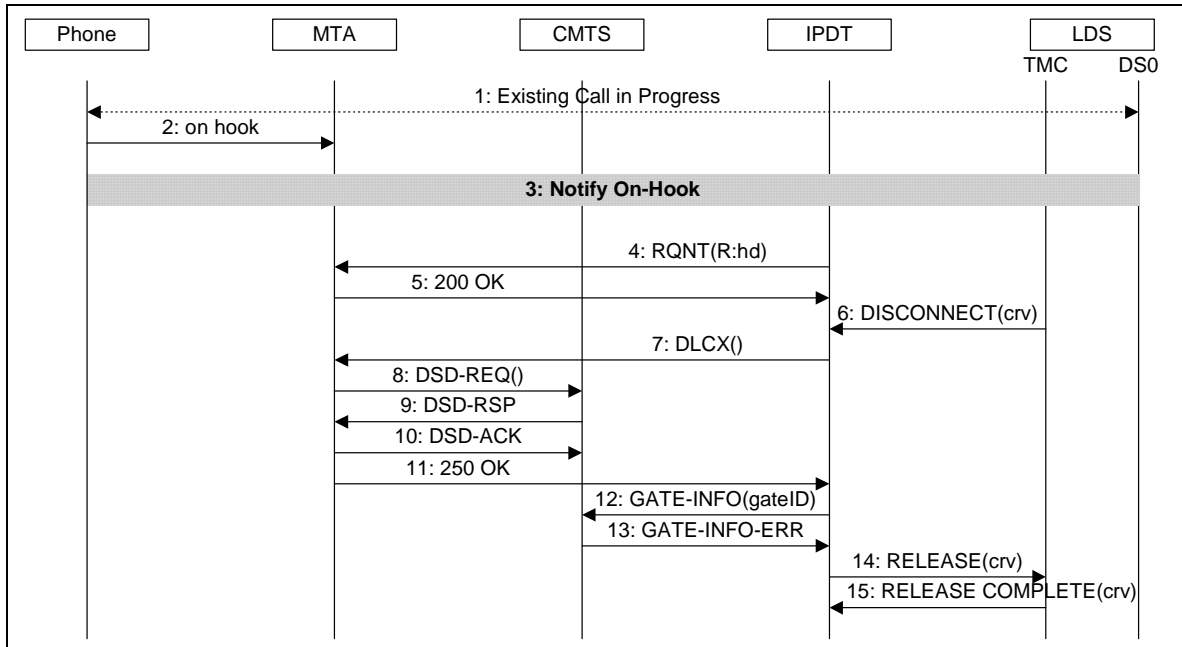 Phone MTA CMTS IPDT LDS
TMC DS0
1: Existing Call in Progress
2: on hook
3: Notify On-Hook
4: RQNT(R:hd)
5: 200 OK
6: DISCONNECT(crv)
7: DLCX()
8: DSD-REQ()
9: DSD-RSP
10: DSD-ACK
11: 250 OK
12: GATE-INFO(gateID)
13: GATE-INFO-ERR
14: RELEASE(crv)
15: RELEASE COMPLETE(crv)